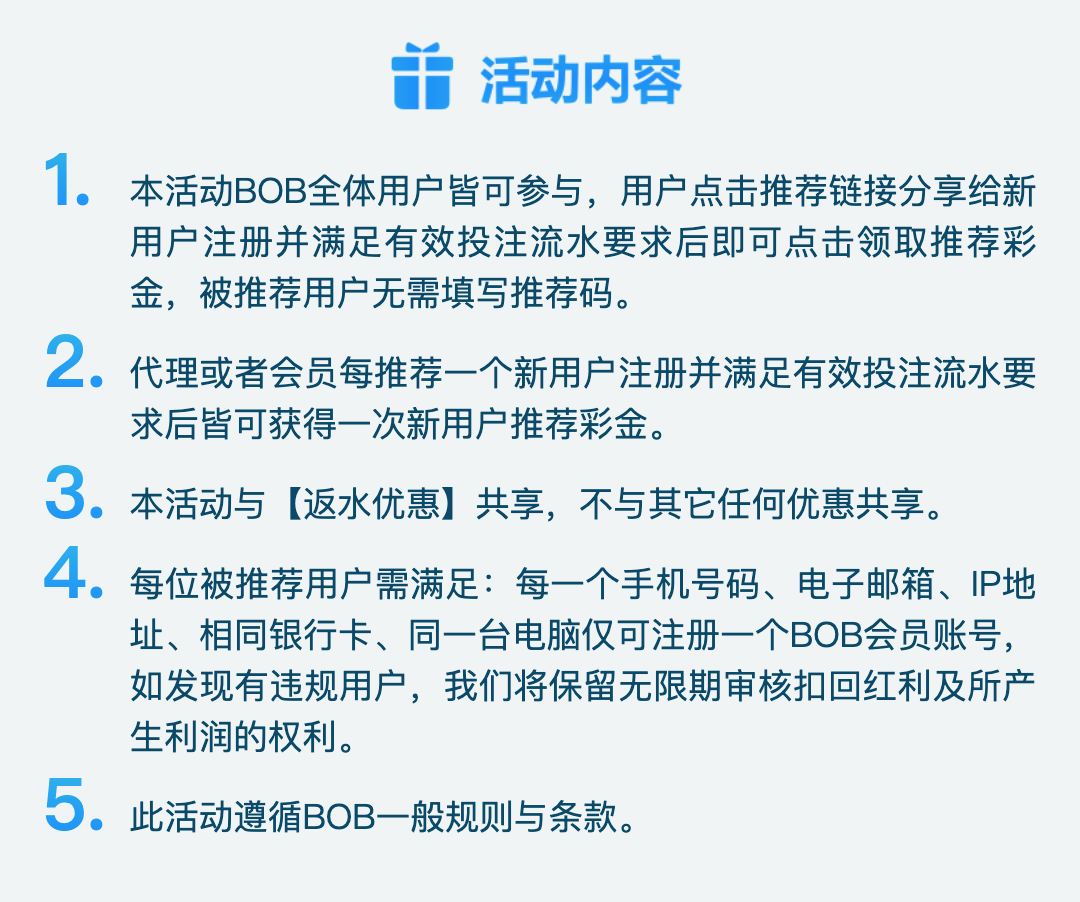 活动内容
1. 本活动BOB全体用户皆可参与，用户点击推荐链接分享给新
用户注册并满足有效投注流水要求后即可点击领取推荐彩
金，被推荐用户无需填写推荐码。
2. 代理或者会员每推荐一个新用户注册并满足有效投注流水要
求后皆可获得一次新用户推荐彩金。
3. 本活动与【返水优惠】共享，不与其它任何优惠共享。
4. 每位被推荐用户需满足：每一个手机号码、电子邮箱、IP地
址、相同银行卡、同一台电脑仅可注册一个BOB会员账号，
如发现有违规用户，我们将保留无限期审核扣回红利及所产
生利润的权利。
5. 此活动遵循BOB一般规则与条款。